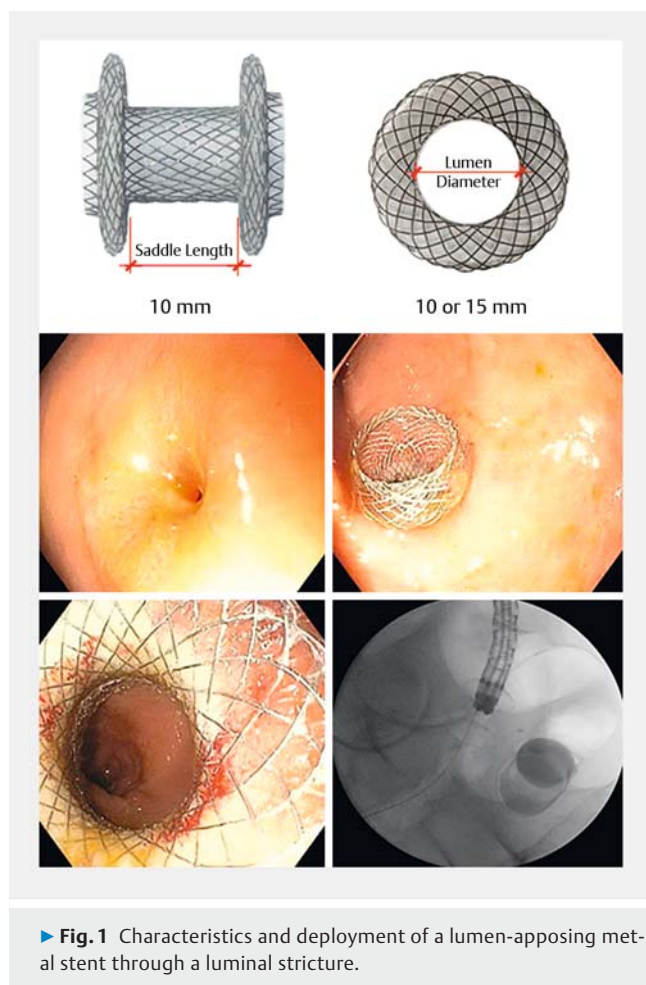 Saddle Length
Lumen
Diameter
10 mm
10 or 15 mm
▶ Fig. 1 Characteristics and deployment of a lumen-apposing met-
al stent through a luminal stricture.